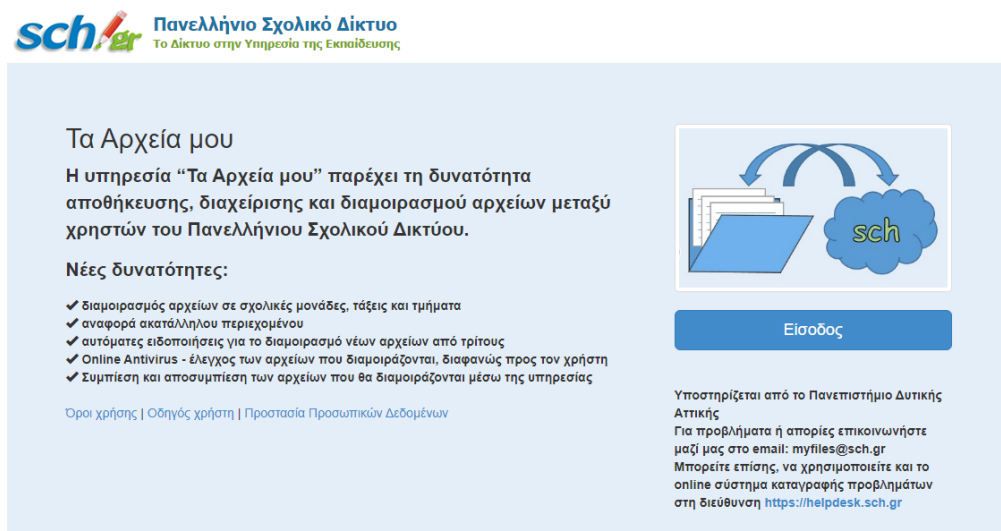 sch.gr
Πανελλήνιο Σχολικό Δίκτυο
Το Δίκτυο στην Υπηρεσία της Εκπαίδευσης
Τα Αρχεία μου
Η υπηρεσία “Τα Αρχεία μου” παρέχει τη δυνατότητα
αποθήκευσης, διαχείρισης και διαμοιρασμού αρχείων μεταξύ
χρηστών του Πανελλήνιου Σχολικού Δικτύου.
Νέες δυνατότητες:
✔ διαμοιρασμός αρχείων σε σχολικές μονάδες, τάξεις και τμήματα
✔ αναφορά ακατάλληλου περιεχομένου
✔ αυτόματες ειδοποιήσεις για το διαμοιρασμό νέων αρχείων από τρίτους
✔ Online Antivirus - έλεγχος των αρχείων που διαμοιράζονται, διαφανώς προς τον χρήστη
✔ Συμπίεση και αποσυμπίεση των αρχείων που θα διαμοιράζονται μέσω της υπηρεσίας
Όροι χρήσης | Οδηγός χρήστη | Προστασία Προσωπικών Δεδομένων
sch
Είσοδος
Υποστηρίζεται από το Πανεπιστήμιο Δυτικής
Αττικής
Για προβλήματα ή απορίες επικοινωνήστε
μαζί μας στο email: myfiles@sch.gr
Μπορείτε επίσης, να χρησιμοποιείτε και το
online σύστημα καταγραφής προβλημάτων
στη διεύθυνση https://helpdesk.sch.gr